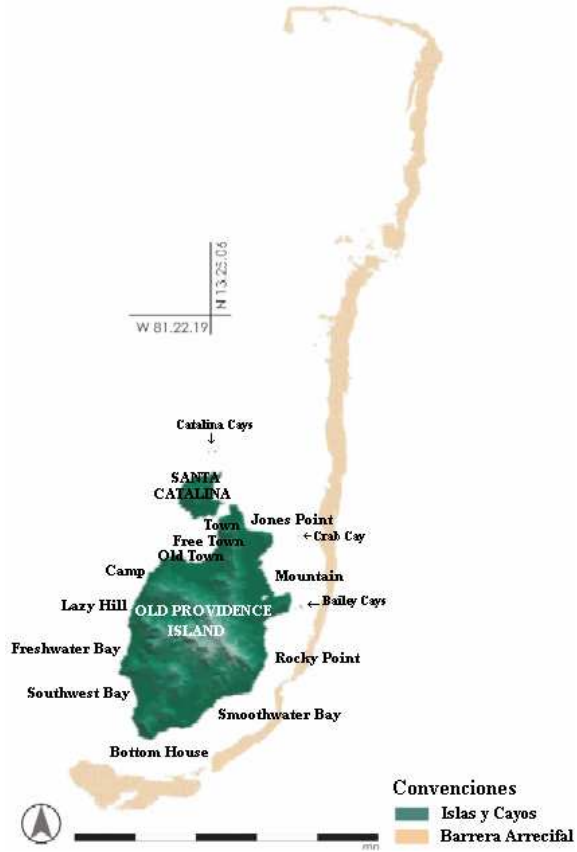 N 13.25.06
W 81.22.19
Catalina Cays
↓
SANTA
CATALINA
Town
Jones Point
Free Town
← Crab Cay
Old Town
Camp
Mountain
Lazy Hill
OLD PROVIDENCE
ISLAND
← Bailey Cays
Freshwater Bay
Rocky Point
Southwest Bay
Smoothwater Bay
Bottom House
Convenciones
Islas y Cayos
Barrera Arrecifal
mn